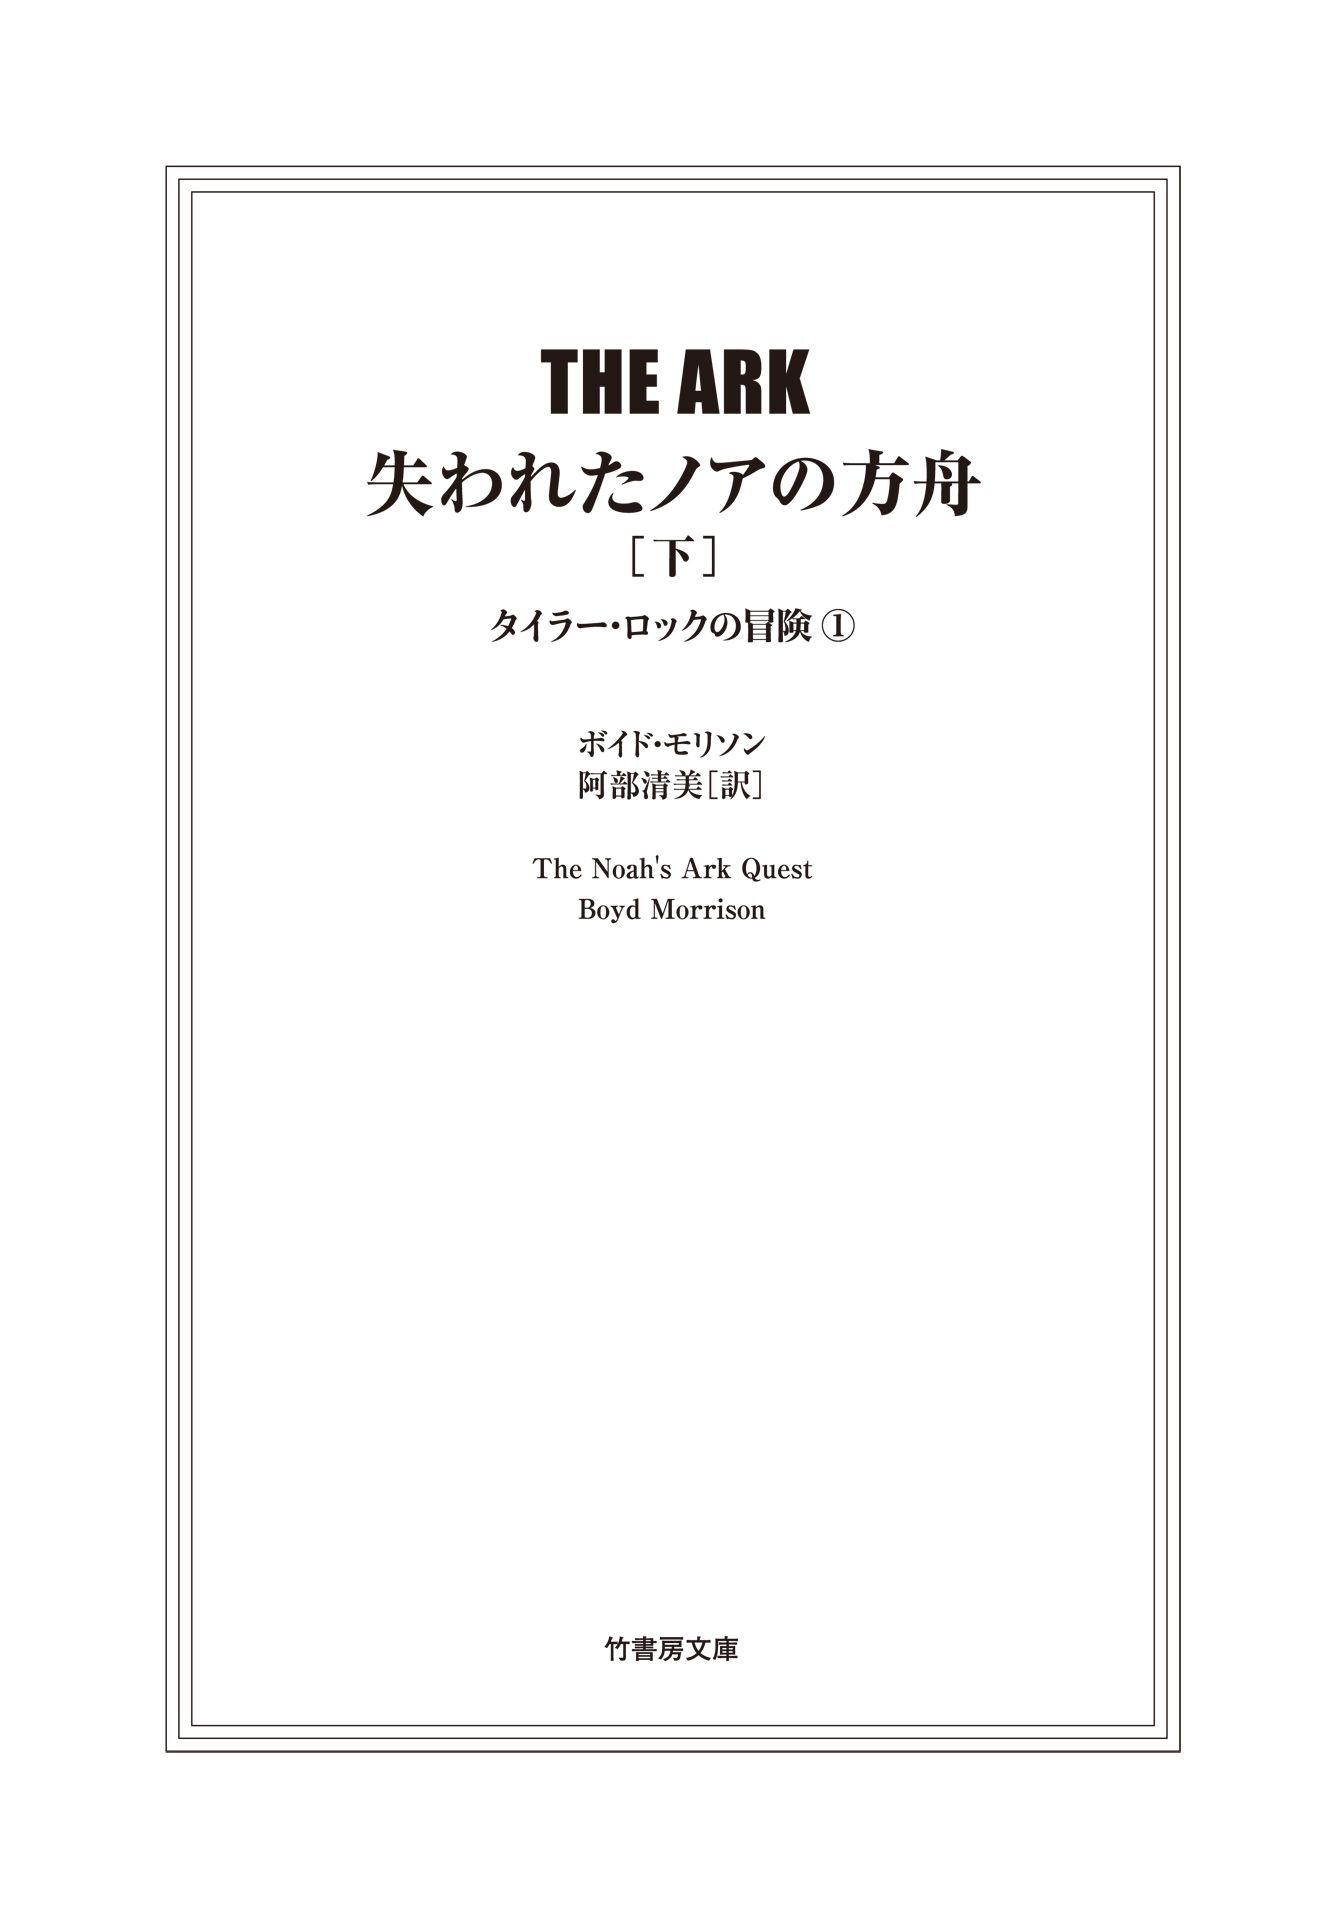 THE ARK
失われたノアの方舟
［下］
タイラー・ロックの冒険 ①
ボイド・モリソン
阿部清美［訳］
The Noah's Ark Quest
Boyd Morrison
竹書房文庫